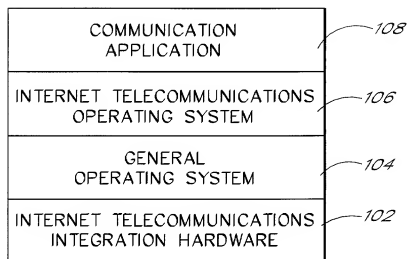 COMMUNICATION
APPLICATION
108
INTERNET TELECOMMUNICATIONS
OPERATING SYSTEM
106
GENERAL
OPERATING SYSTEM
104
INTERNET TELECOMMUNICATIONS
INTEGRATION HARDWARE
102